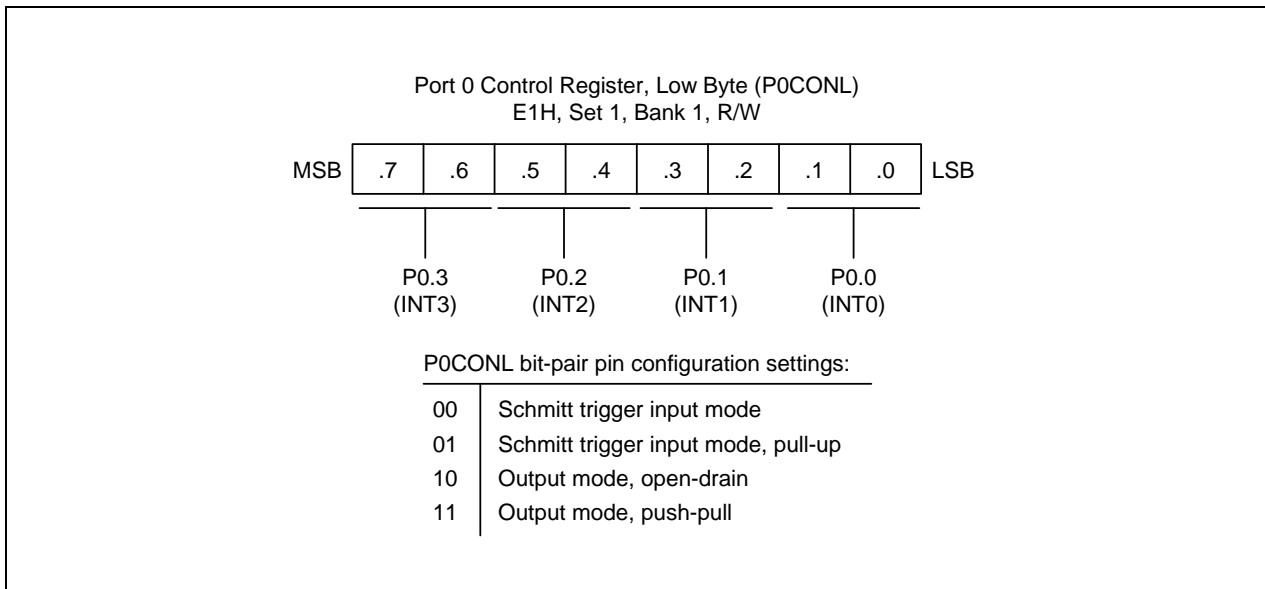 Port 0 Control Register, Low Byte (P0CONL)
E1H, Set 1, Bank 1, R/W
MSB .7 .6 .5 .4 .3 .2 .1 .0 LSB
P0.3 P0.2 P0.1 P0.0
(INT3) (INT2) (INT1) (INT0)
P0CONL bit-pair pin configuration settings:
00 Schmitt trigger input mode
01 Schmitt trigger input mode, pull-up
10 Output mode, open-drain
11 Output mode, push-pull